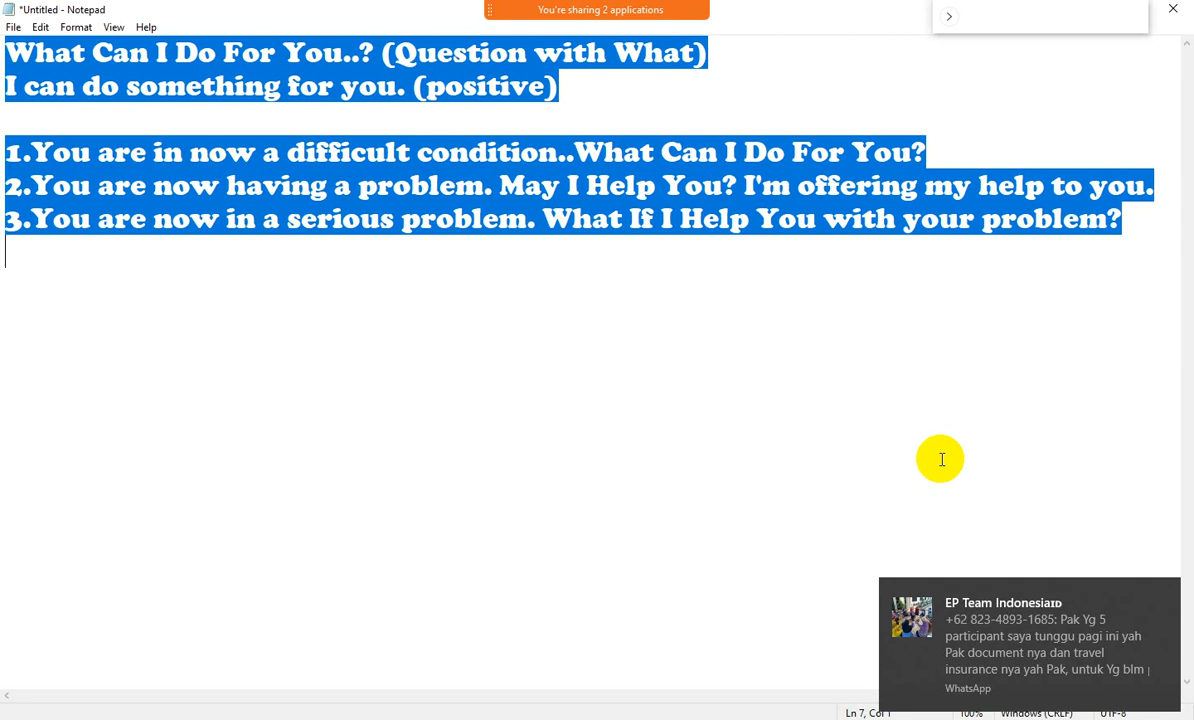 *Untitled - Notepad
You're sharing 2 applications
File Edit Format View Help
What Can I Do For You..? (Question with What)
I can do something for you. (positive)
1.You are in now a difficult condition..What Can I Do For You?
2.You are now having a problem. May I Help You? I'm offering my help to you.
3.You are now in a serious problem. What If I Help You with your problem?
EP Team Indonesia🇮🇩
+62 823-4893-1685: Pak Yg 5
participant saya tunggu pagi ini yah
Pak document nya dan travel
insurance nya yah Pak, untuk Yg blm
WhatsApp
Ln 7, Col 1 100% Windows (CRLF) UTF-8